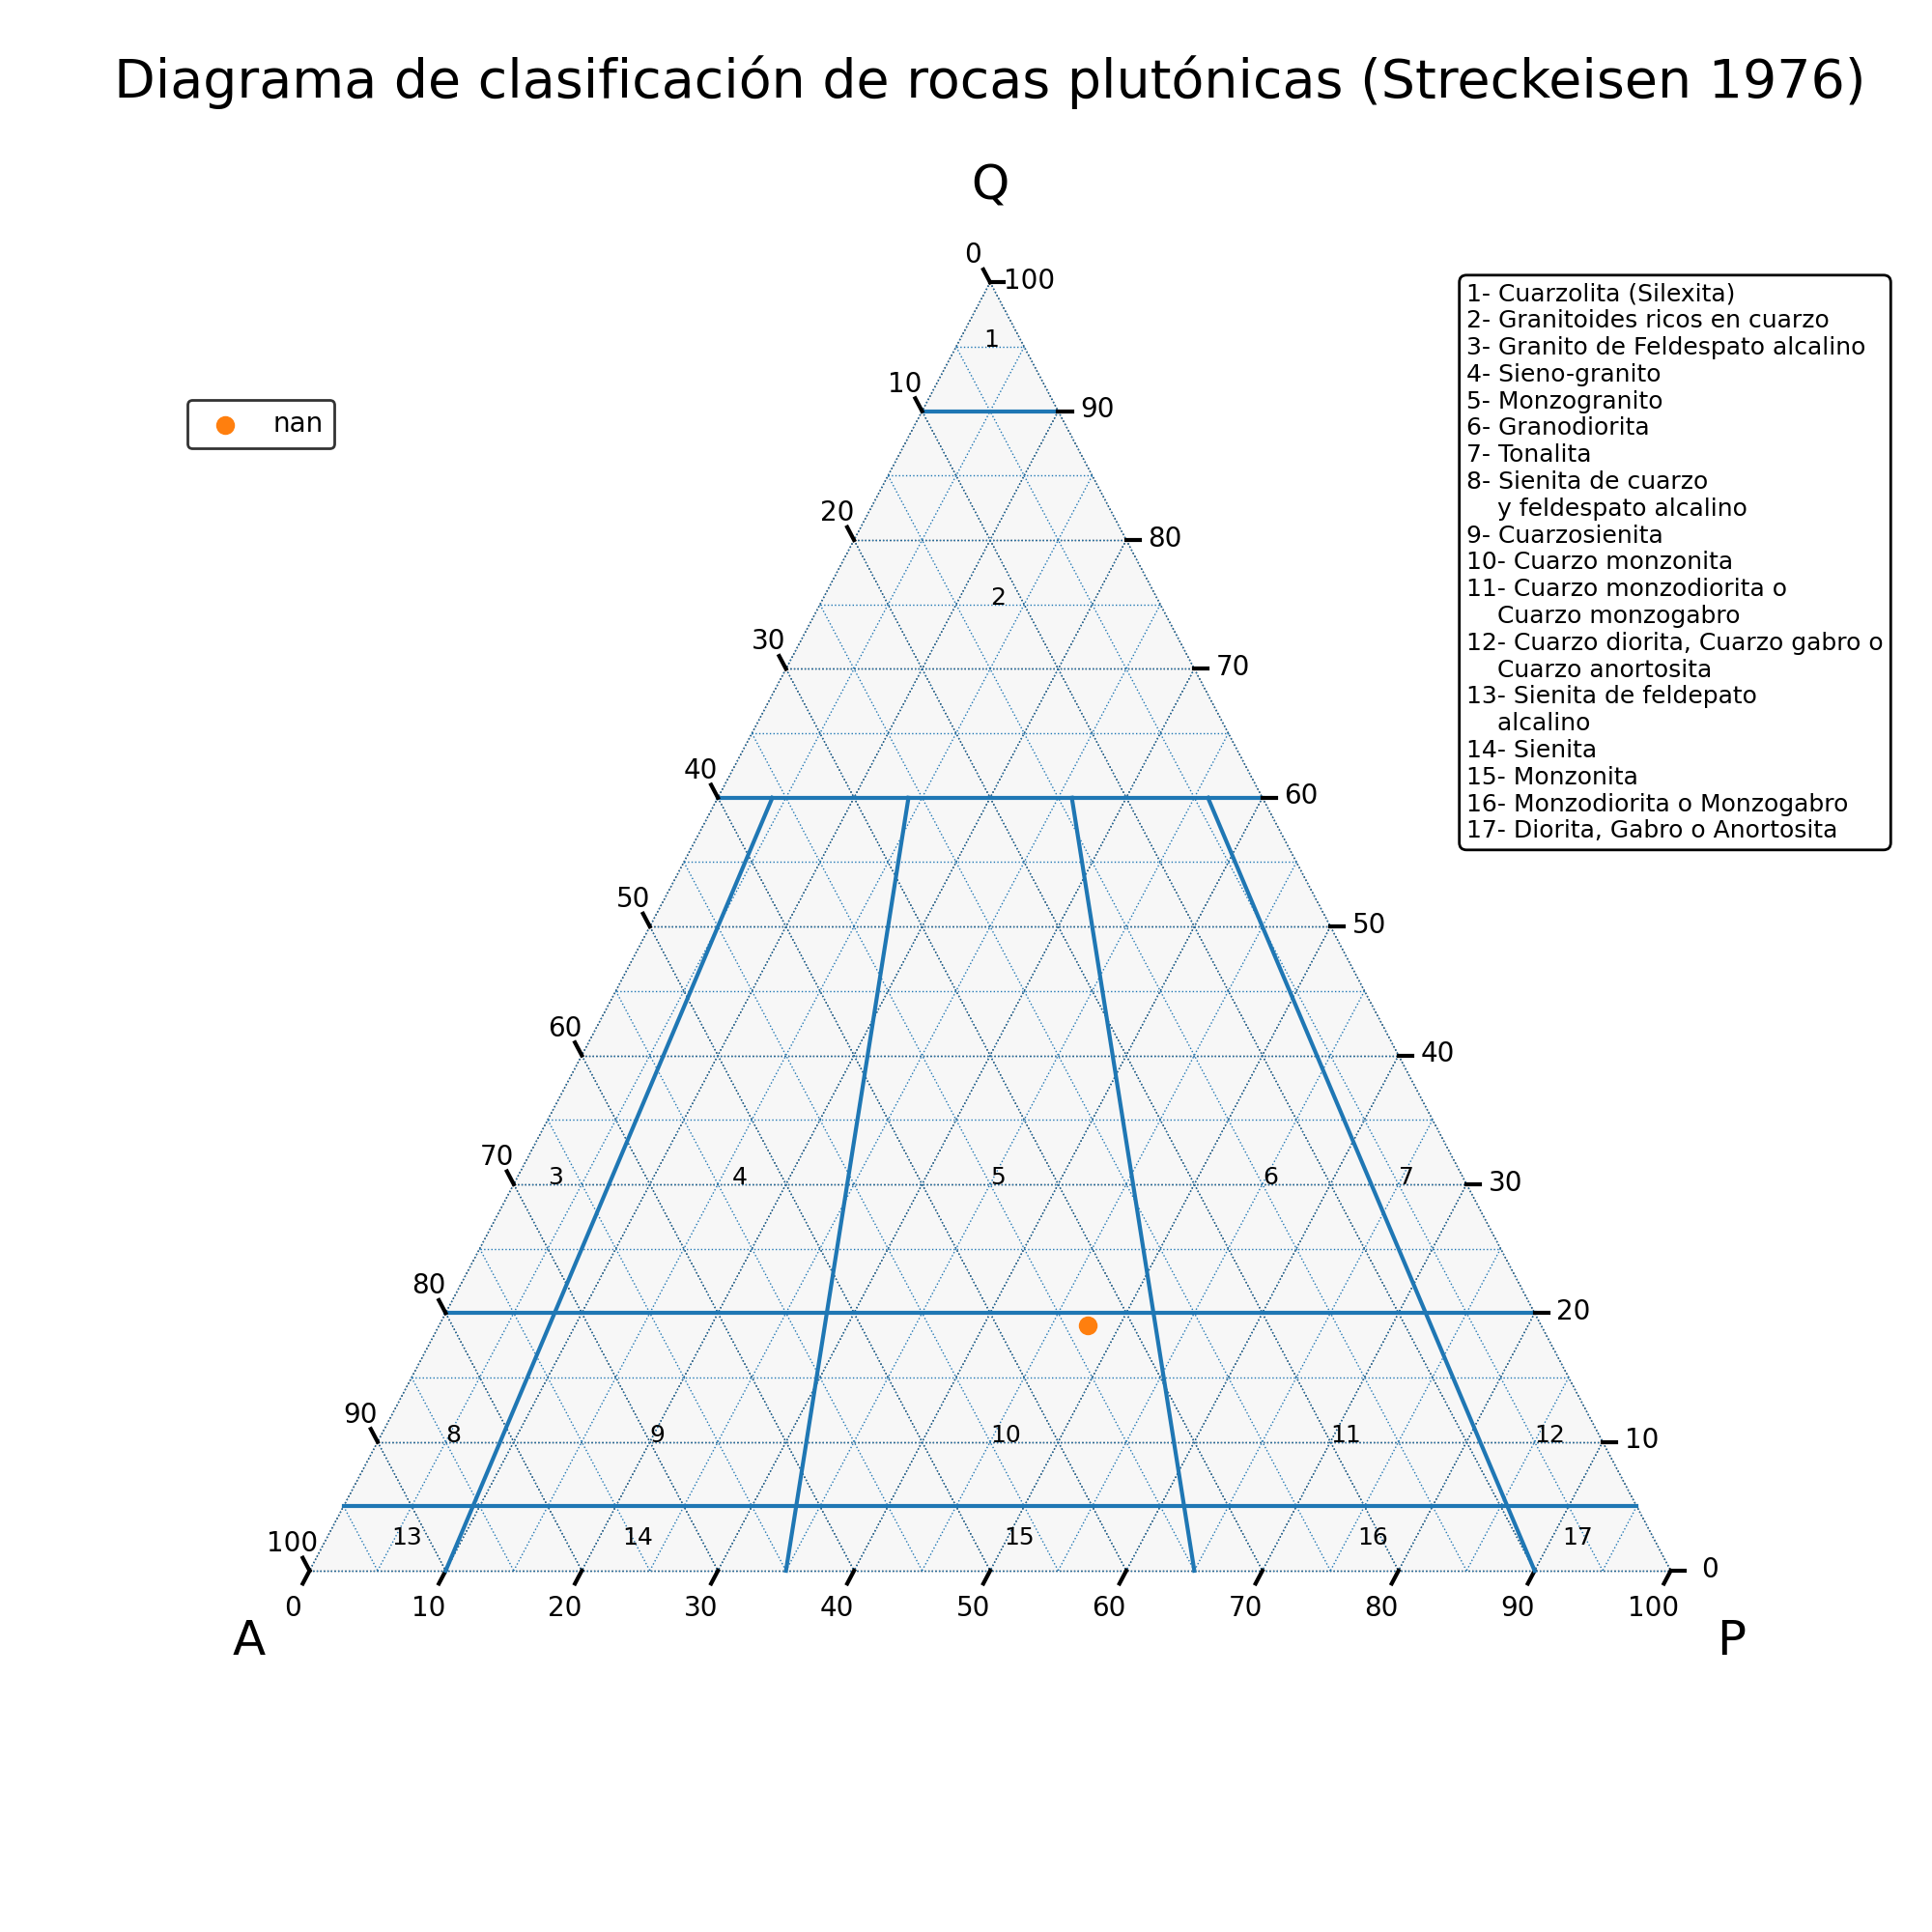 Diagrama de clasificación de rocas plutónicas (Streckeisen 1976)
Q
0
100
1
1- Cuarzolita (Silexita)
2- Granitoides ricos en cuarzo
3- Granito de Feldespato alcalino
4- Sieno-granito
5- Monzogranito
6- Granodiorita
7- Tonalita
8- Sienita de cuarzo
y feldespato alcalino
9- Cuarzosienita
10- Cuarzo monzonita
11- Cuarzo monzodiorita o
Cuarzo monzogabro
12- Cuarzo diorita, Cuarzo gabro o
Cuarzo anortosita
13- Sienita de feldepato
alcalino
14- Sienita
15- Monzonita
16- Monzodiorita o Monzogabro
17- Diorita, Gabro o Anortosita
nan
10
90
20
80
2
30
70
40
60
50
50
60
40
70
3
4
5
6
7
30
80
20
90
8
9
10
11
12
10
100
13
14
15
16
17
0
0
10
20
30
40
50
60
70
80
90
100
A
P